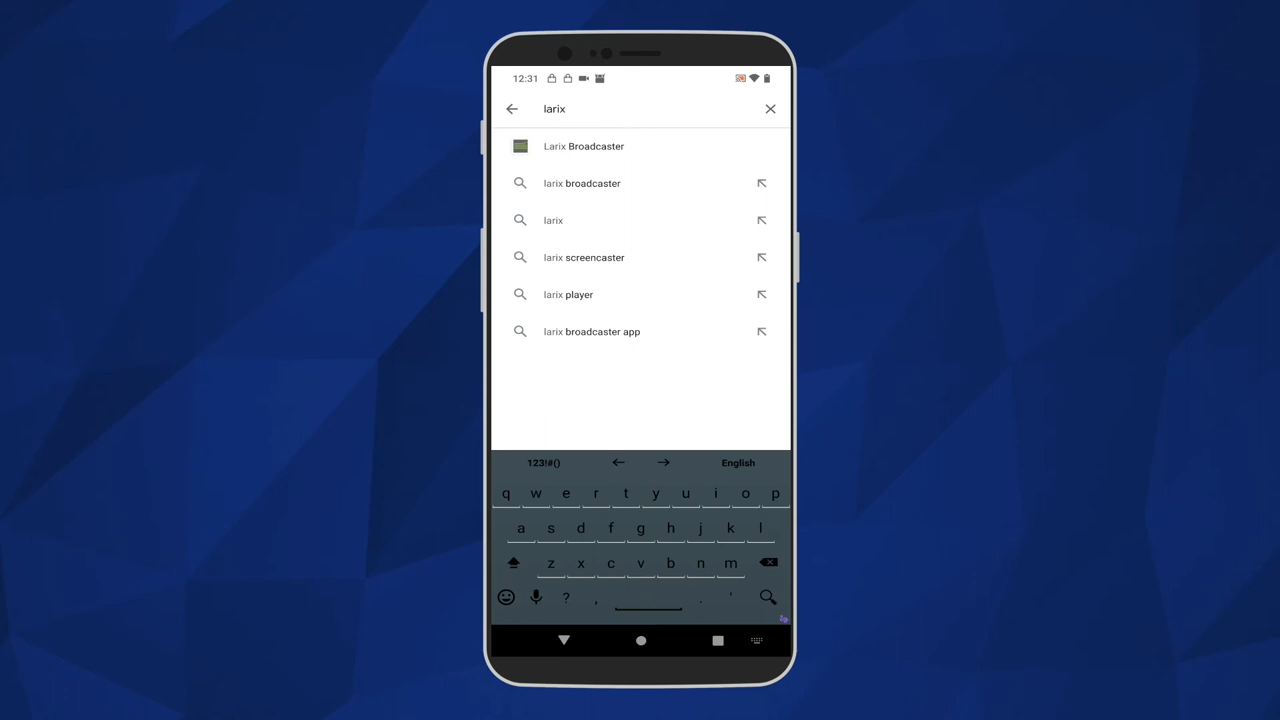 12:31
larix
Larix Broadcaster
larix broadcaster
larix
larix screencaster
larix player
larix broadcaster app
123!#() English
q w e r t y u i o p
a s d f g h j k l
z x c v b n m
? , . '